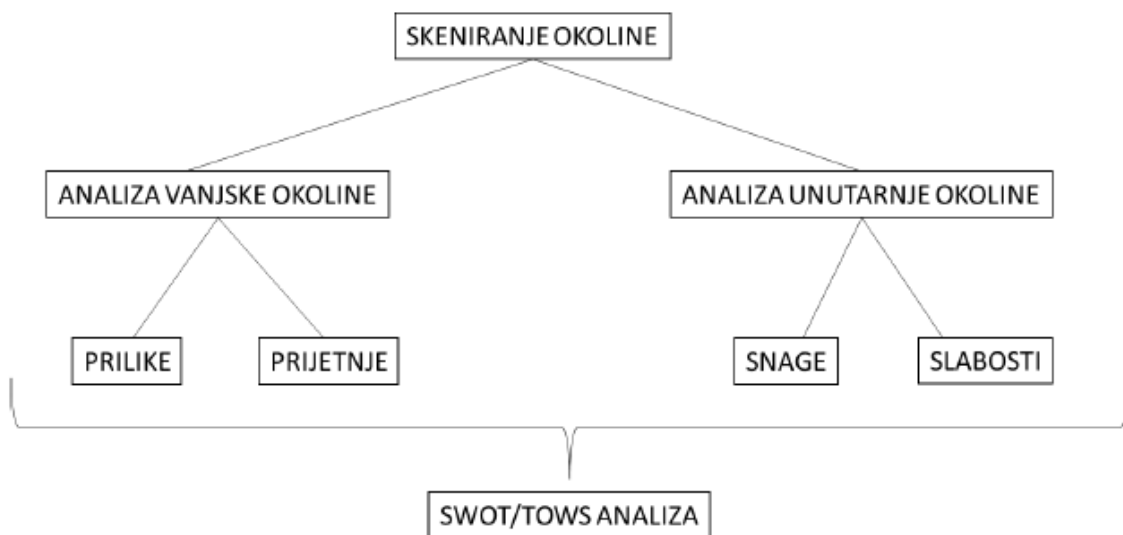 SKENIRANJE OKOLINE
ANALIZA VANJSKE OKOLINE
ANALIZA UNUTARNJE OKOLINE
PRILIKE
PRIJETNJE
SNAGE
SLABOSTI
SWOT/TOWS ANALIZA